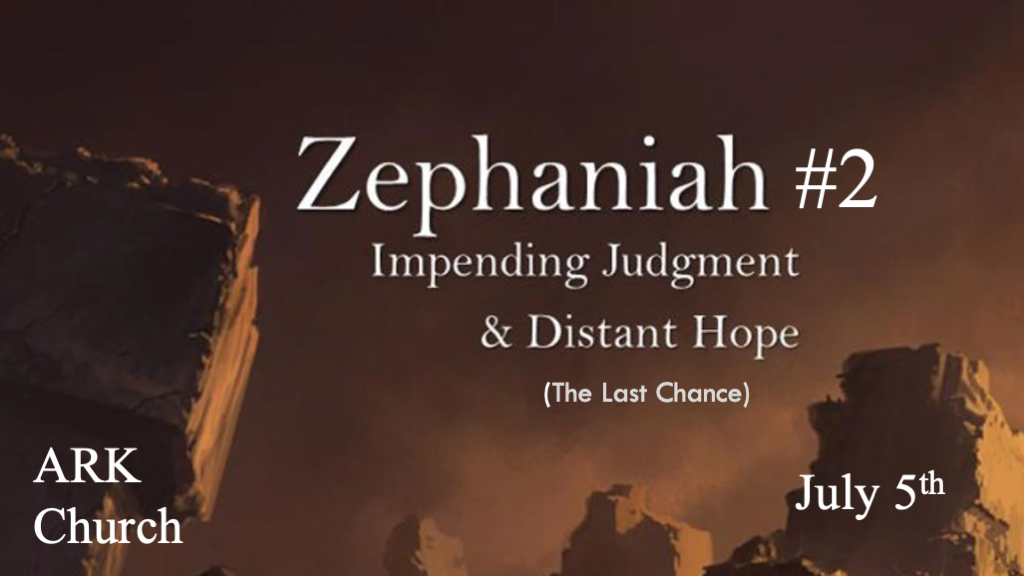 Zephaniah #2
Impending Judgment
& Distant Hope
(The Last Chance)
ARK
Church
July 5th